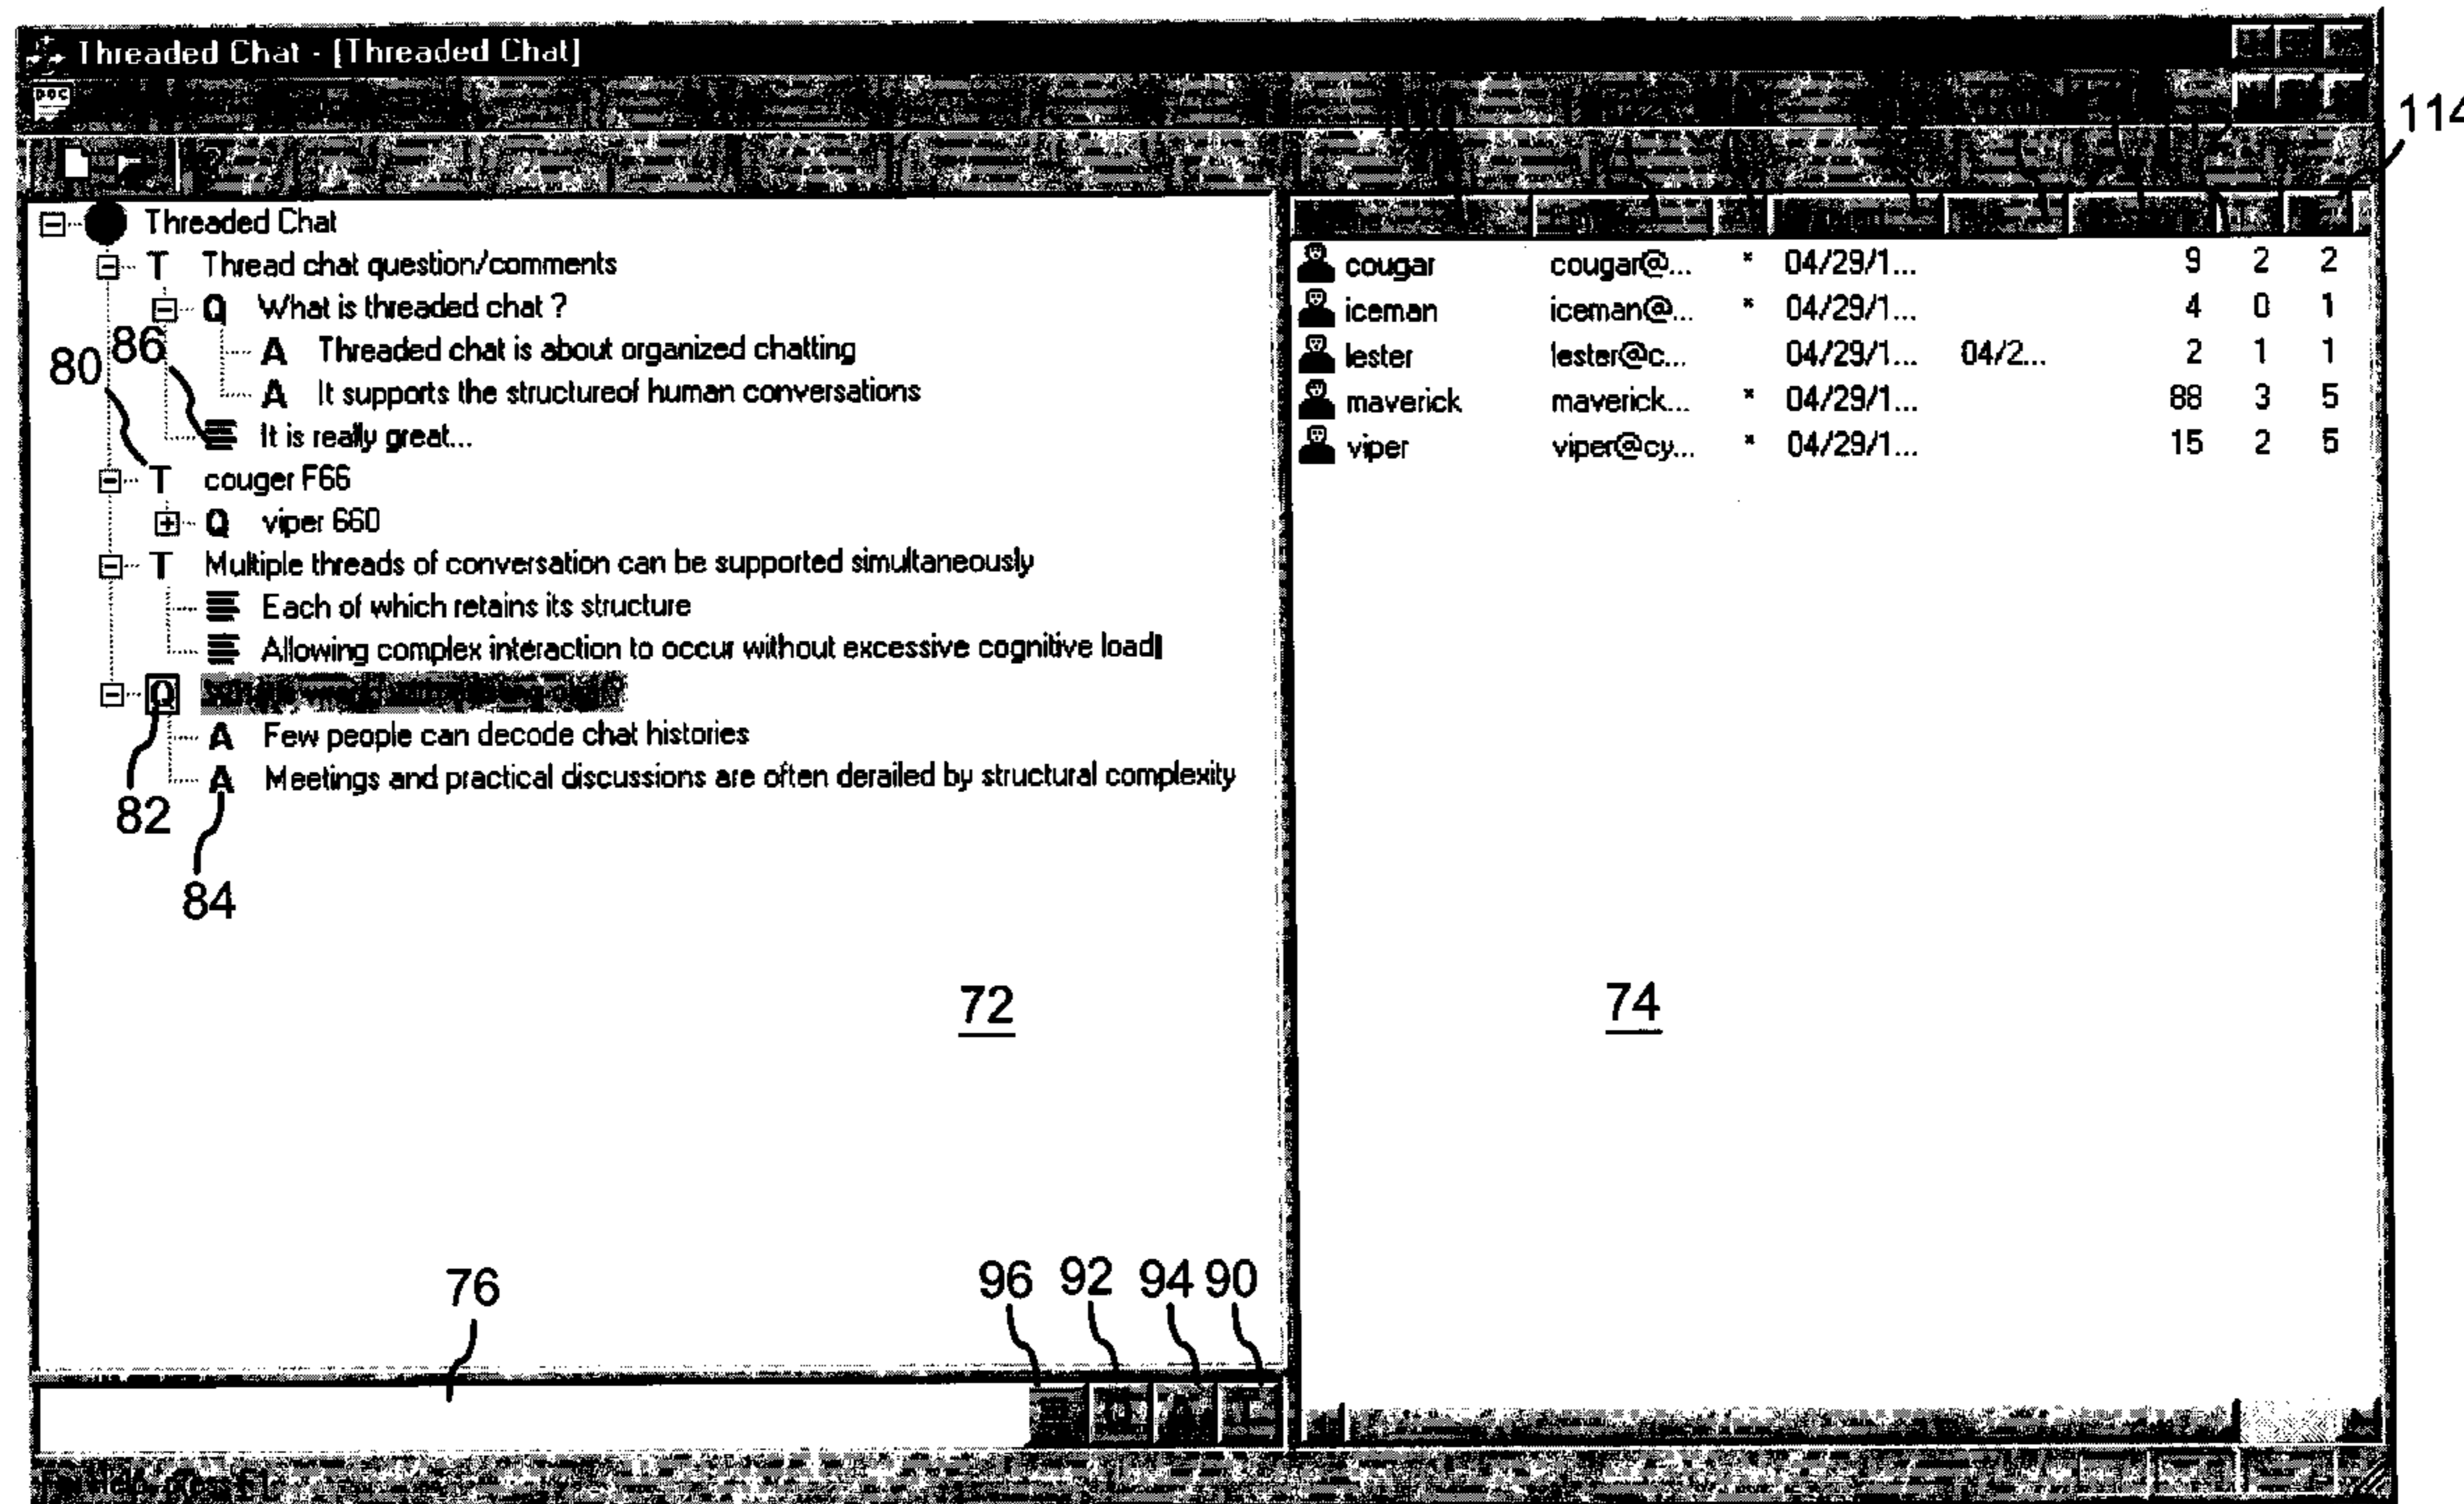 Threaded Chat - [Threaded Chat]
DOC
114
Threaded Chat
T Thread chat question/comments
Q What is threaded chat ?
A Threaded chat is about organized chatting
A It supports the structureof human conversations
It is really great...
T couger F66
Q viper 660
T Multiple threads of conversation can be supported simultaneously
Each of which retains its structure
Allowing complex interaction to occur without excessive cognitive load
Q
A Few people can decode chat histories
A Meetings and practical discussions are often derailed by structural complexity
80
86
82
84
72
76
96 92 94 90
Q A T
cougar cougar@... * 04/29/1... 9 2 2
iceman iceman@... * 04/29/1... 4 0 1
lester lester@c... 04/29/1... 04/2... 2 1 1
maverick maverick... * 04/29/1... 88 3 5
viper viper@cy... * 04/29/1... 15 2 5
74